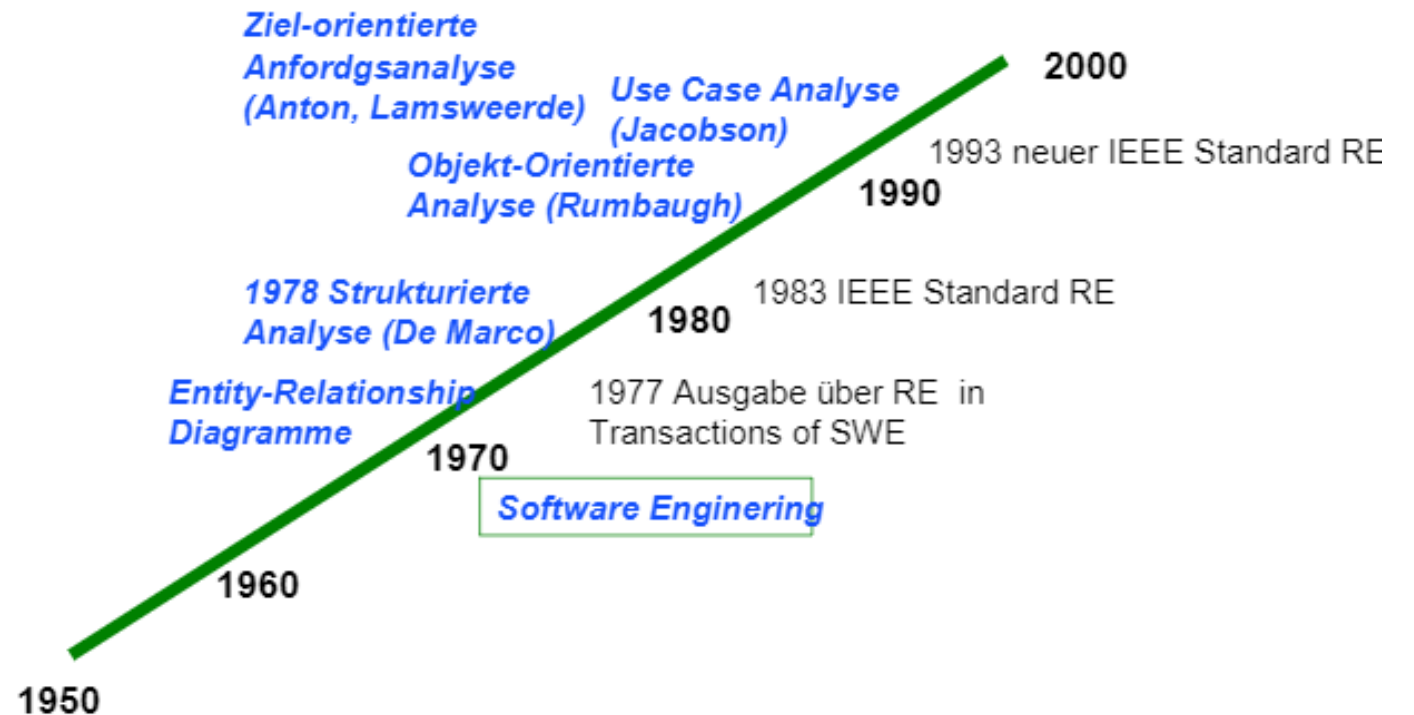 Ziel-orientierte
Anfordgsanalyse
(Anton, Lamsweerde)
Use Case Analyse
(Jacobson)
2000
1993 neuer IEEE Standard RE
Objekt-Orientierte
Analyse (Rumbaugh)
1990
1978 Strukturierte
Analyse (De Marco)
1983 IEEE Standard RE
1980
Entity-Relationship
Diagramme
1977 Ausgabe über RE in
Transactions of SWE
1970
Software Enginering
1960
1950